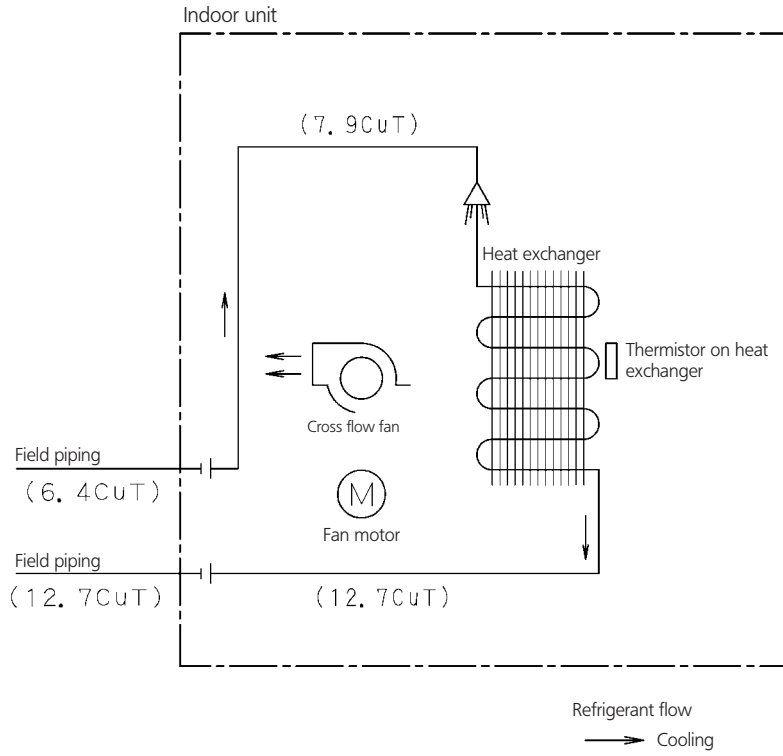 Indoor unit
(7.9CuT)
Heat exchanger
Thermistor on heat
exchanger
Cross flow fan
Field piping
(6.4CuT)
M
Fan motor
Field piping
(12.7CuT)
(12.7CuT)
Refrigerant flow
Cooling